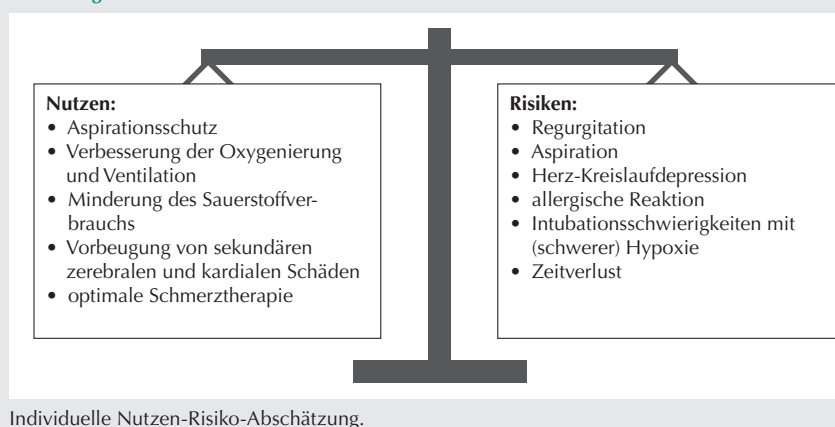 Nutzen:
• Aspirationsschutz
• Verbesserung der Oxygenierung
und Ventilation
• Minderung des Sauerstoffver-
brauchs
• Vorbeugung von sekundären
zerebralen und kardialen Schäden
• optimale Schmerztherapie
Risiken:
• Regurgitation
• Aspiration
• Herz-Kreislaufdepression
• allergische Reaktion
• Intubationsschwierigkeiten mit
(schwerer) Hypoxie
• Zeitverlust
Individuelle Nutzen-Risiko-Abschätzung.